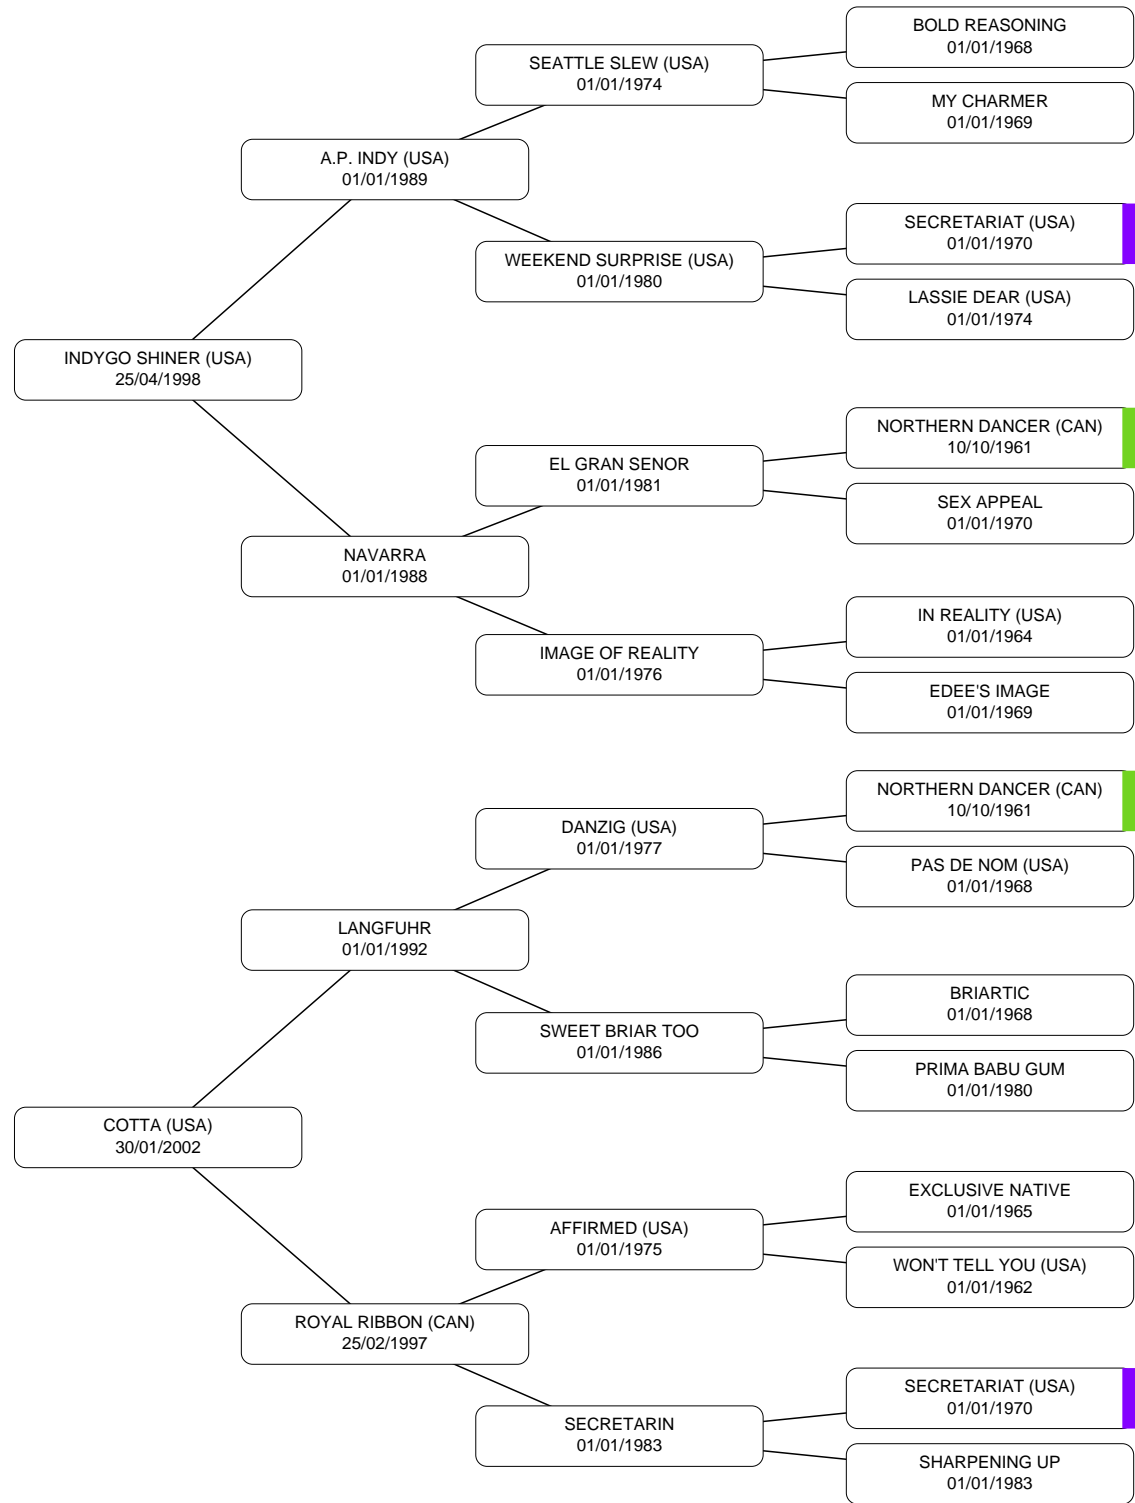 BOLD REASONING
01/01/1968
SEATTLE SLEW (USA)
01/01/1974
MY CHARMER
01/01/1969
A.P. INDY (USA)
01/01/1989
SECRETARIAT (USA)
01/01/1970
WEEKEND SURPRISE (USA)
01/01/1980
LASSIE DEAR (USA)
01/01/1974
INDYGO SHINER (USA)
25/04/1998
NORTHERN DANCER (CAN)
10/10/1961
EL GRAN SENOR
01/01/1981
SEX APPEAL
01/01/1970
NAVARRA
01/01/1988
IN REALITY (USA)
01/01/1964
IMAGE OF REALITY
01/01/1976
EDEE'S IMAGE
01/01/1969
NORTHERN DANCER (CAN)
10/10/1961
DANZIG (USA)
01/01/1977
PAS DE NOM (USA)
01/01/1968
LANGFUHR
01/01/1992
BRIARTIC
01/01/1968
SWEET BRIAR TOO
01/01/1986
PRIMA BABU GUM
01/01/1980
COTTA (USA)
30/01/2002
EXCLUSIVE NATIVE
01/01/1965
AFFIRMED (USA)
01/01/1975
WON'T TELL YOU (USA)
01/01/1962
ROYAL RIBBON (CAN)
25/02/1997
SECRETARIAT (USA)
01/01/1970
SECRETARIN
01/01/1983
SHARPENING UP
01/01/1983